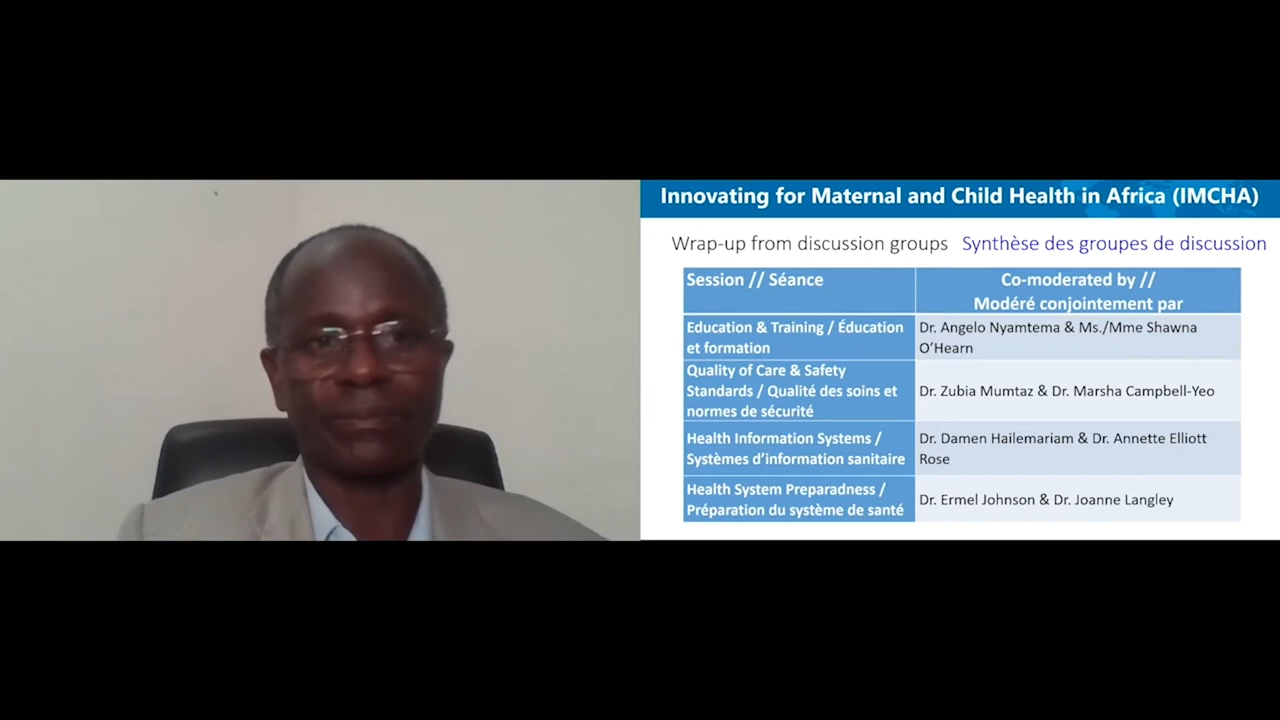 Innovating for Maternal and Child Health in Africa (IMCHA)
Wrap-up from discussion groups Synthèse des groupes de discussion
Session // Séance
Co-moderated by //
Modéré conjointement par
Education & Training / Éducation
et formation
Dr. Angelo Nyamtema & Ms./Mme Shawna
O’Hearn
Quality of Care & Safety
Standards / Qualité des soins et
normes de sécurité
Dr. Zubia Mumtaz & Dr. Marsha Campbell-Yeo
Health Information Systems /
Systèmes d’information sanitaire
Dr. Damen Hailemariam & Dr. Annette Elliott
Rose
Health System Preparadness /
Préparation du système de santé
Dr. Ermel Johnson & Dr. Joanne Langley